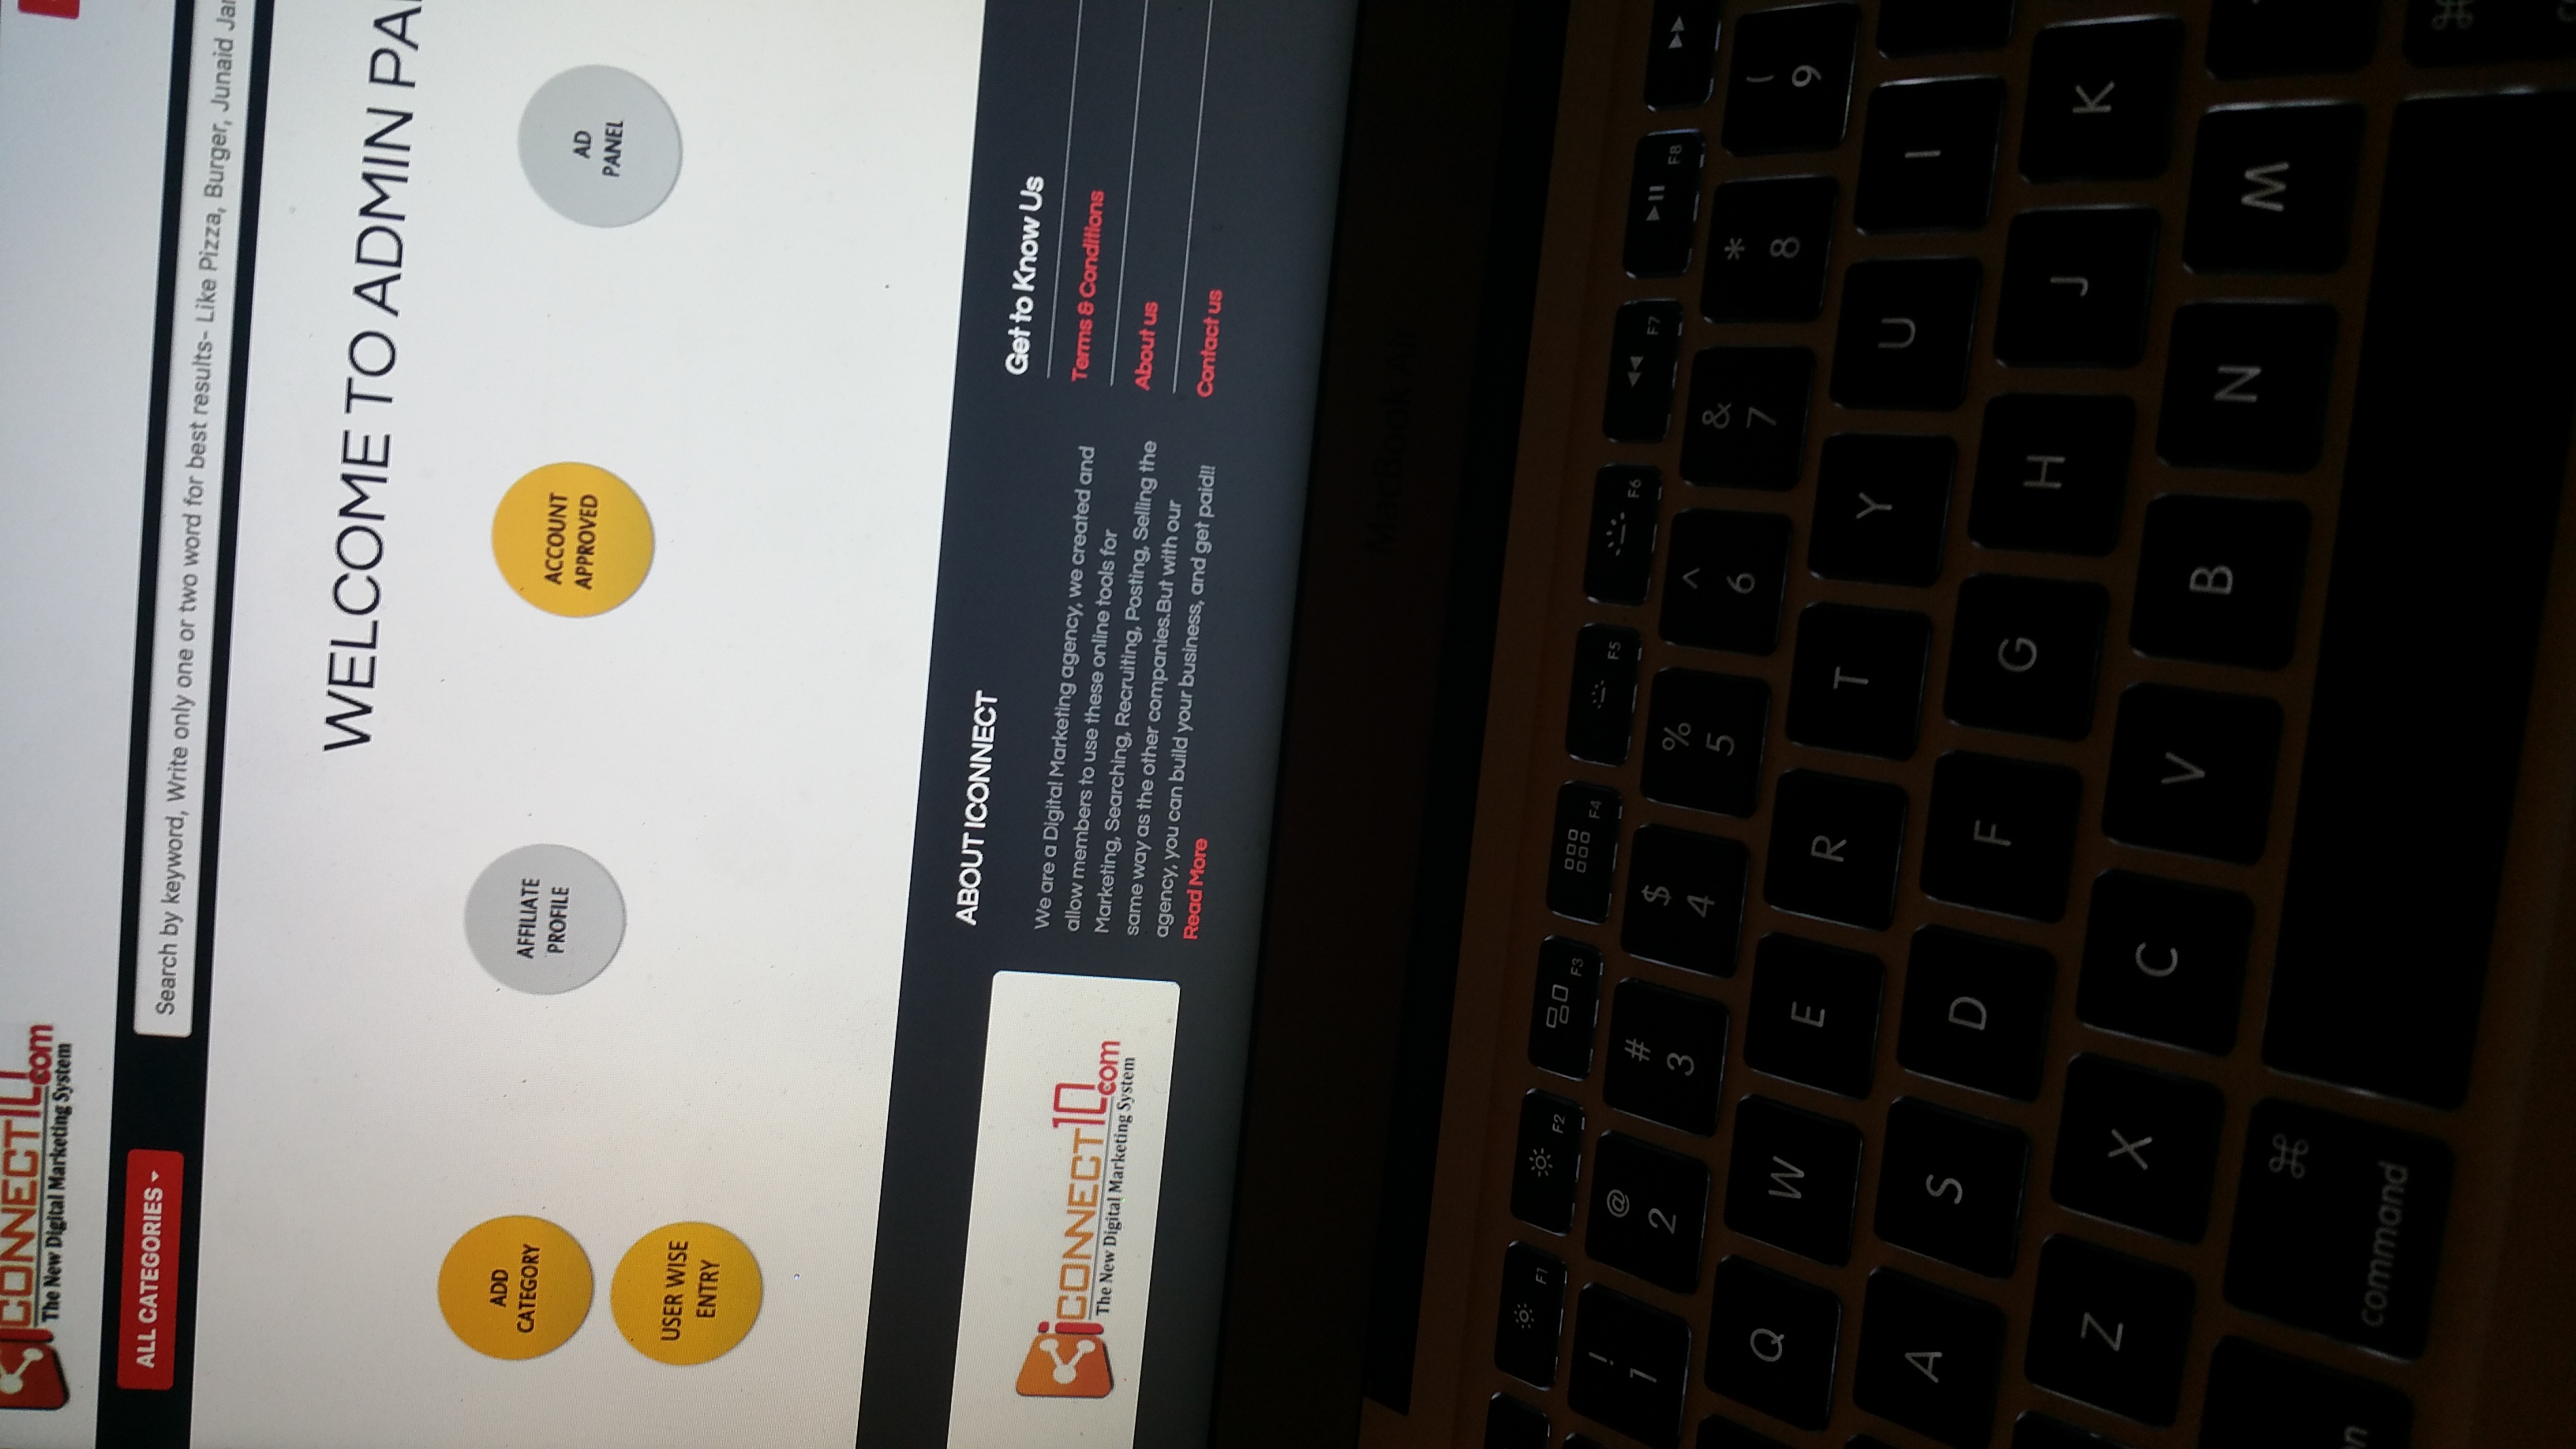 iCONNECT10.com
The New Digital Marketing System
ALL CATEGORIES
Search by keyword, Write only one or two word for best results- Like Pizza, Burger, Junaid Ja
WELCOME TO ADMIN PA
ADD
CATEGORY
AFFILIATE
PROFILE
ACCOUNT
APPROVED
AD
PANEL
USER WISE
ENTRY
iCONNECT10.com
The New Digital Marketing System
ABOUT ICONNECT
We are a Digital Marketing agency, we created and
allow members to use these online tools for
Marketing, Searching, Recruiting, Posting, Selling the
same way as the other companies.But with our
agency, you can build your business, and get paid!!
Read More
Get to Know Us
Terms & Conditions
About us
Contact us
MacBook Air
F1 F2 F3 F4 F5 F6 F7 F8
! @ # $ % ^ & * (
1 2 3 4 5 6 7 8 9
Q W E R T Y U I
A S D F G H J K
Z X C V B N M
⌘ ⌘
n command